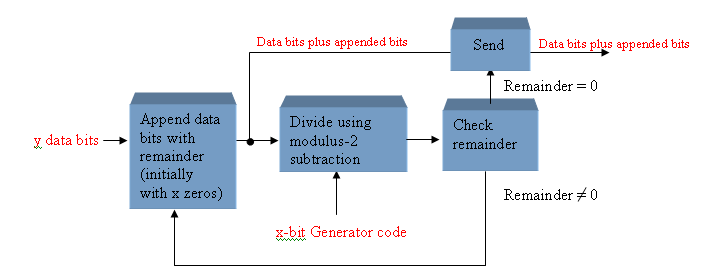 Data bits plus appended bits
Send
Data bits plus appended bits
Remainder = 0
y data bits
Append data
bits with
remainder
(initially
with x zeros)
Divide using
modulus-2
subtraction
Check
remainder
Remainder ≠ 0
x-bit Generator code